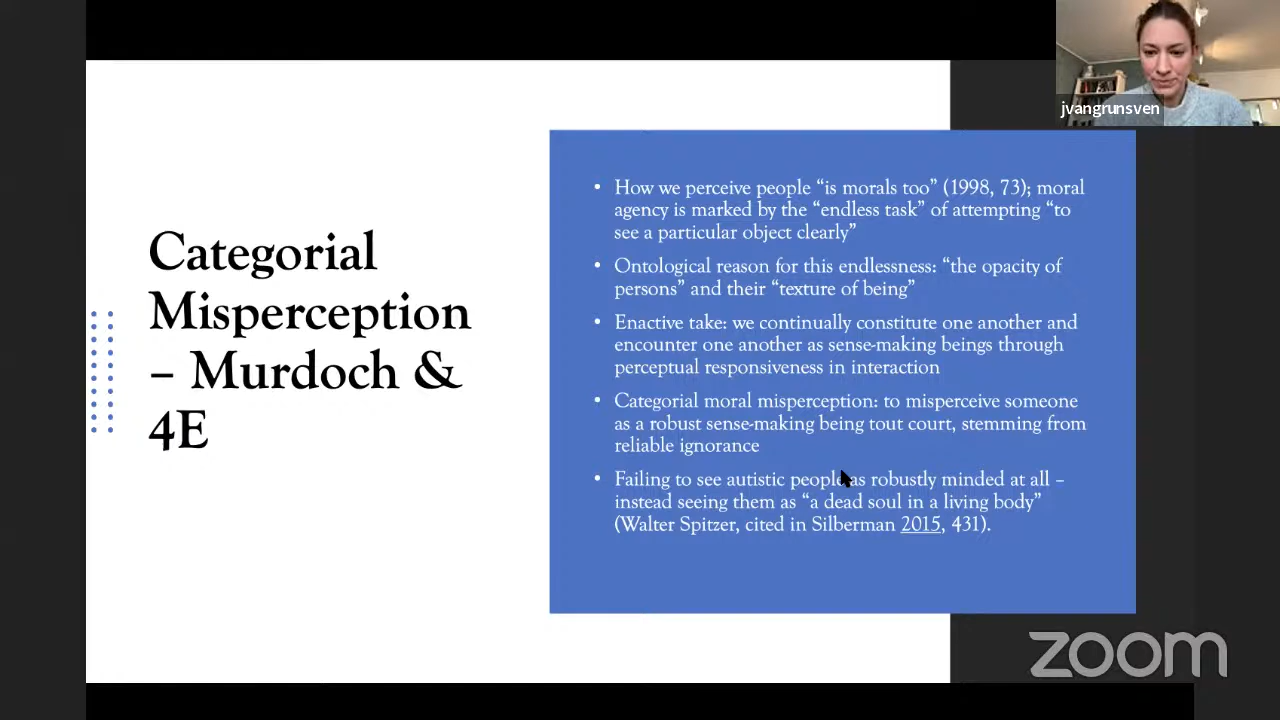 jvangrunsven
Categorial
Misperception
– Murdoch &
4E
• How we perceive people “is morals too” (1998, 73); moral
agency is marked by the “endless task” of attempting “to
see a particular object clearly”
• Ontological reason for this endlessness: “the opacity of
persons” and their “texture of being”
• Enactive take: we continually constitute one another and
encounter one another as sense-making beings through
perceptual responsiveness in interaction
• Categorial moral misperception: to misperceive someone
as a robust sense-making being tout court, stemming from
reliable ignorance
• Failing to see autistic people as robustly minded at all –
instead seeing them as “a dead soul in a living body”
(Walter Spitzer, cited in Silberman 2015, 431).
zoom